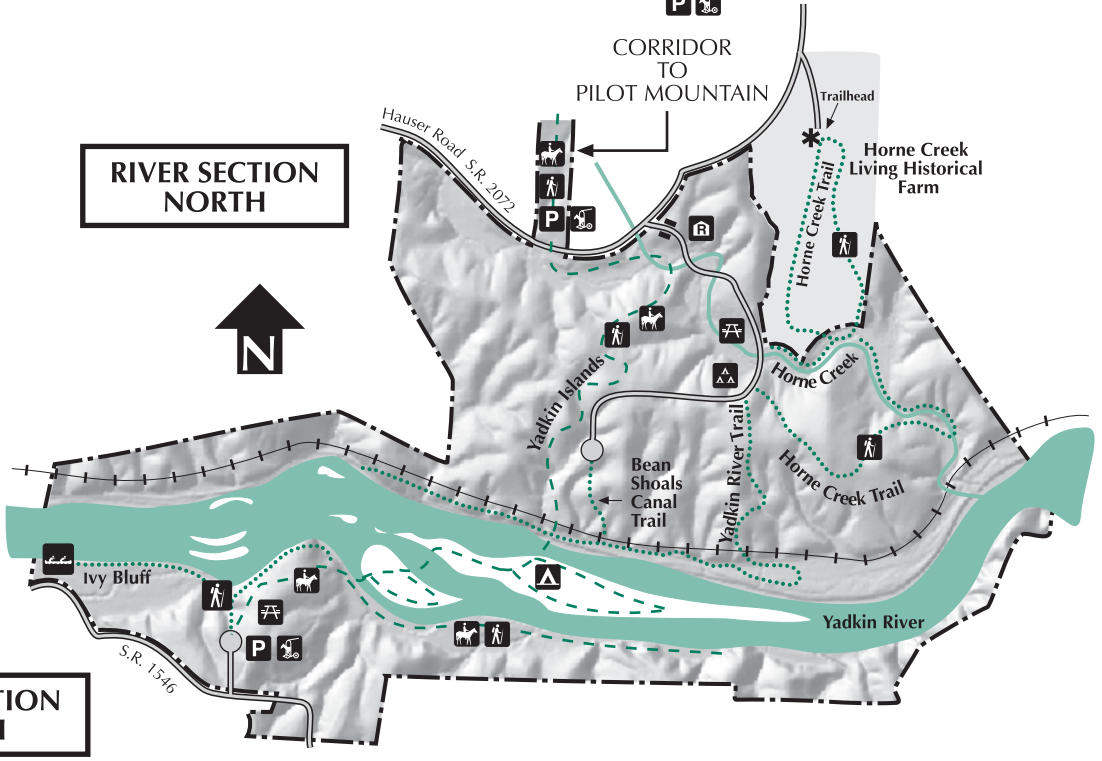 P
CORRIDOR
TO
PILOT MOUNTAIN
Trailhead
Hauser Road S.R. 2072
Horne Creek
Living Historical
Farm
RIVER SECTION
NORTH
P
R
Horne Creek Trail
N
Horne Creek
Yadkin Islands
Bean
Shoals
Canal
Trail
Yadkin River Trail
Horne Creek Trail
Ivy Bluff
Yadkin River
P
S.R. 1546